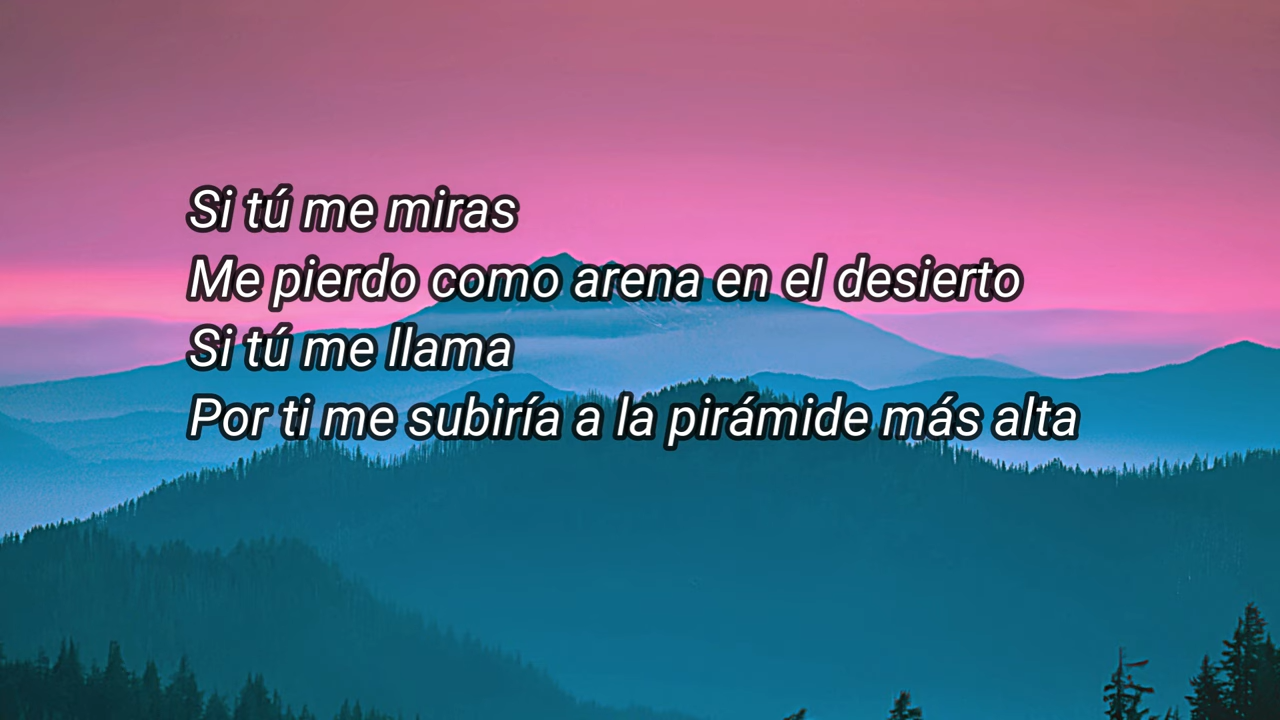 Si tú me miras
Me pierdo como arena en el desierto
Si tú me llama
Por ti me subiría a la pirámide más alta